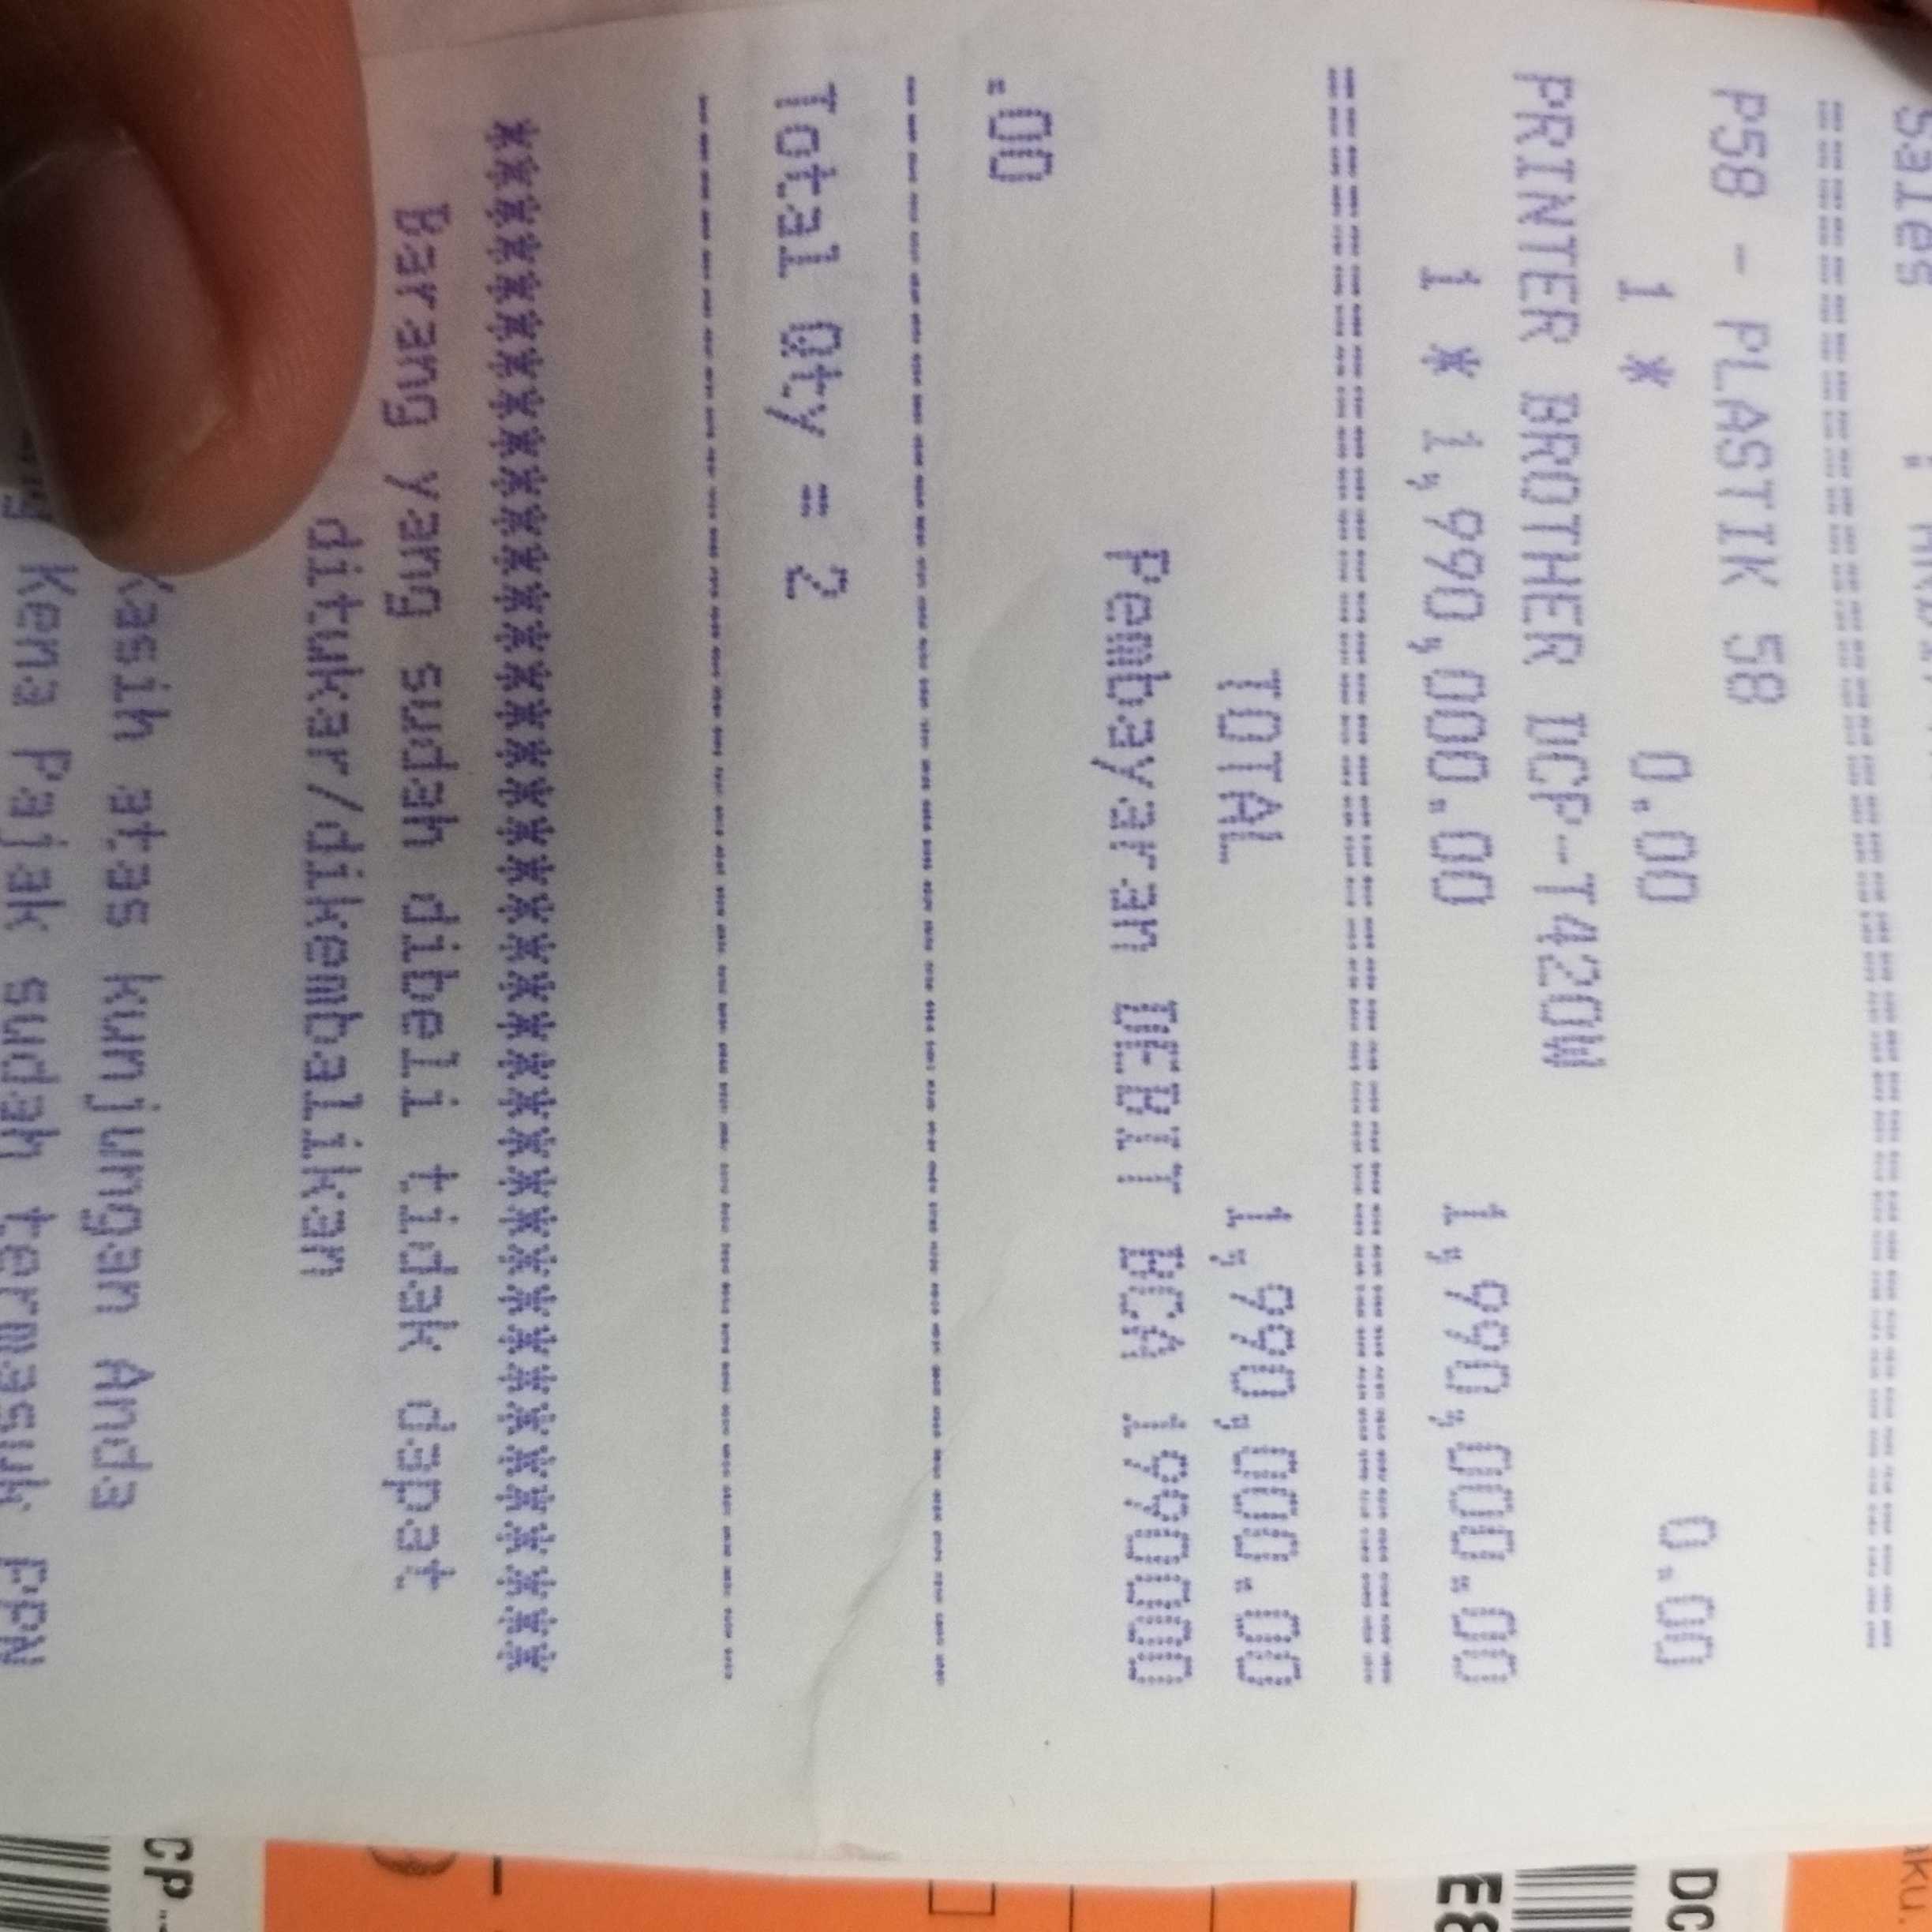 Sales :
================================
P58 - PLASTIK 58
1 * 0.00 0.00
PRINTER BROTHER DCP-T420W
1 * 1,990,000.00 1,990,000.00
================================
TOTAL 1,990,000.00
Pembayaran DEBIT BCA 1990000
.00
--------------------------------
Total Qty = 2
--------------------------------
********************************
Barang yang sudah dibeli tidak dapat
ditukar/dikembalikan
Kasih atas kunjungan Anda
Kena Pajak sudah termasuk PPN